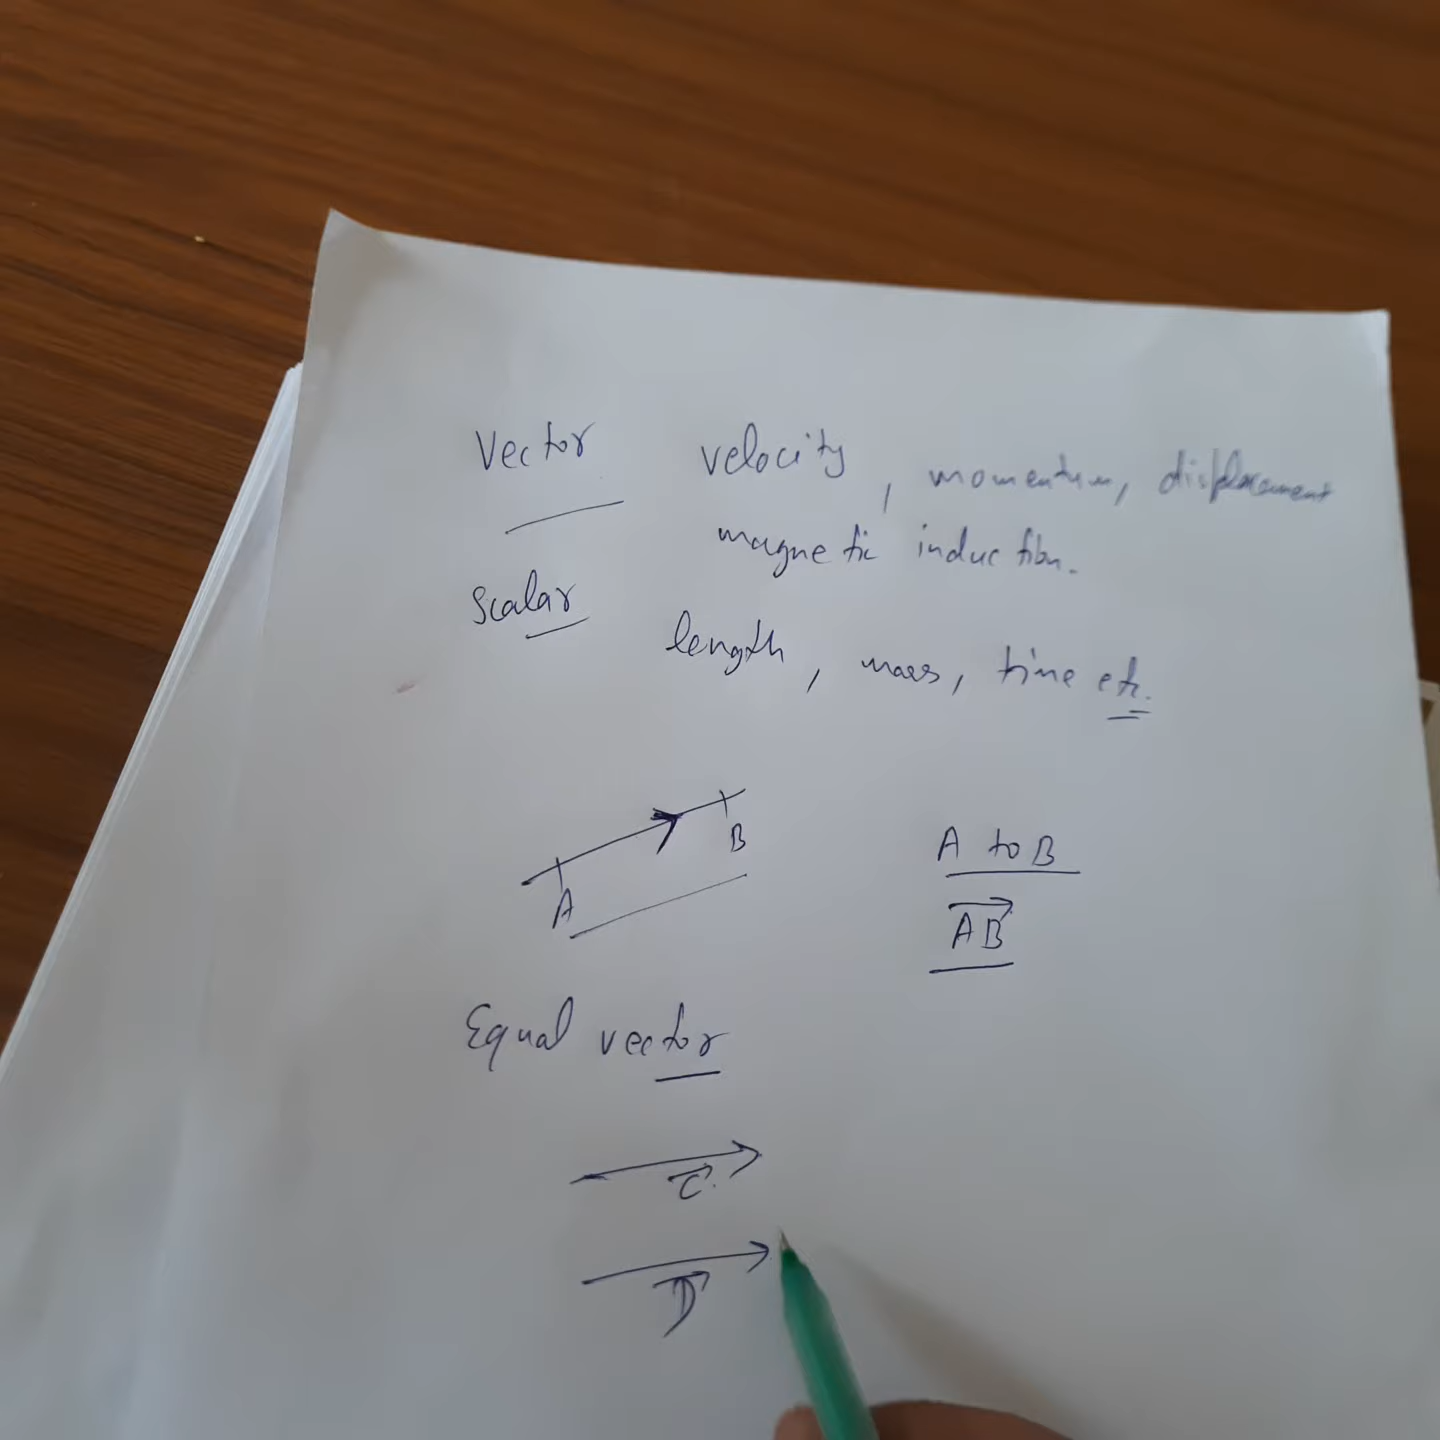 Vector velocity, momentum, displacement
magnetic induction.
Scalar length, mass, time etc.
A B
A to B
AB
Equal vector
C
D